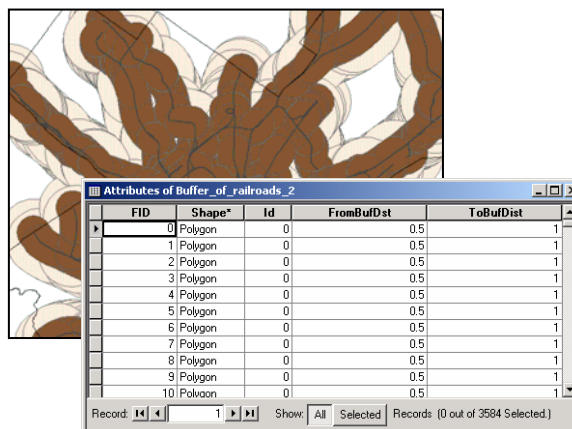 Attributes of Buffer_of_railroads_2
FID Shape* Id FromBufDst ToBufDist
0 Polygon 0 0.5 1
1 Polygon 0 0.5 1
2 Polygon 0 0.5 1
3 Polygon 0 0.5 1
4 Polygon 0 0.5 1
5 Polygon 0 0.5 1
6 Polygon 0 0.5 1
7 Polygon 0 0.5 1
8 Polygon 0 0.5 1
9 Polygon 0 0.5 1
10 Polygon 0 0.5 1
Record: 1 Show: All Selected Records (0 out of 3584 Selected.)